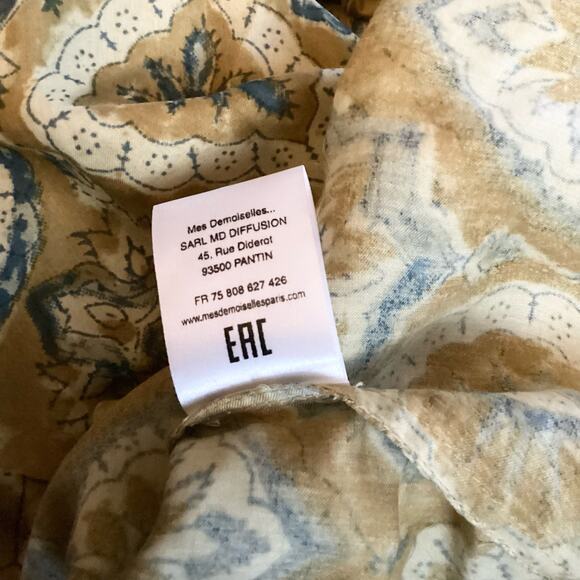 Mes Demoiselles...
SARL MD DIFFUSION
45, Rue Diderot
93500 PANTIN
FR 75 808 627 426
www.mesdemoisellesparis.com
EAC